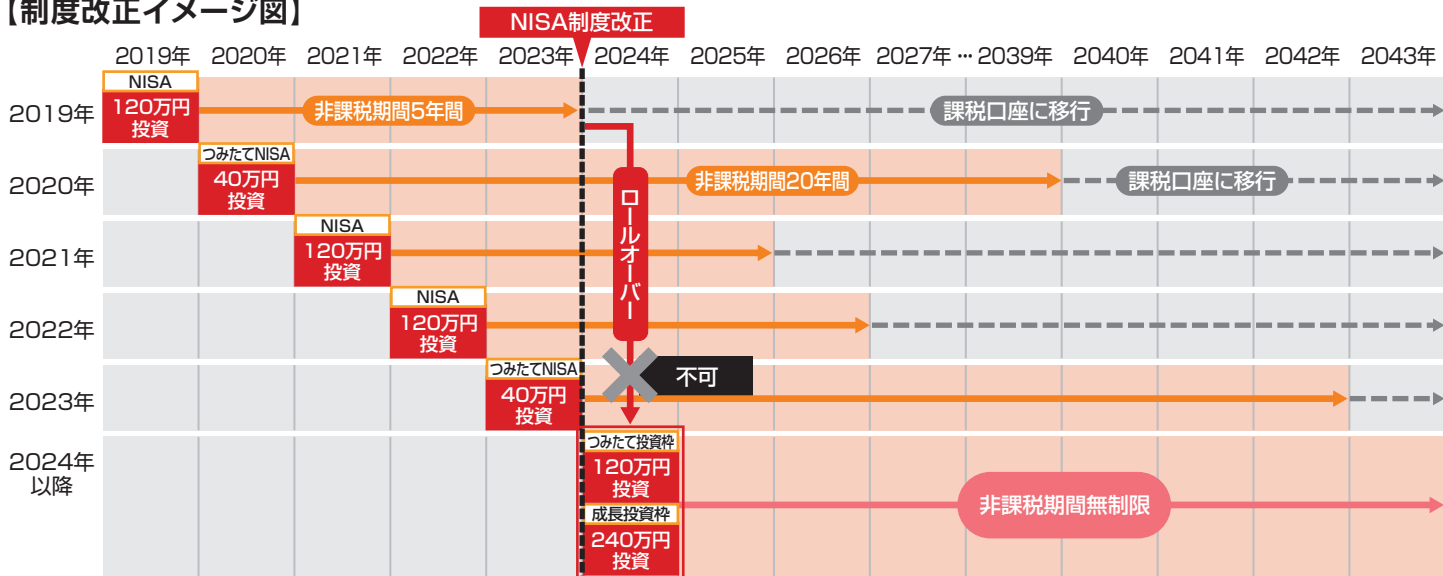 【制度改正イメージ図】
NISA制度改正
2019年 2020年 2021年 2022年 2023年 2024年 2025年 2026年 2027年 … 2039年 2040年 2041年 2042年 2043年
NISA
2019年
120万円
投資
非課税期間5年間
課税口座に移行
つみたてNISA
2020年
40万円
投資
非課税期間20年間
課税口座に移行
ロールオーバー
NISA
2021年
120万円
投資
NISA
2022年
120万円
投資
つみたてNISA
2023年
40万円
投資
不可
2024年
以降
つみたて投資枠
120万円
投資
成長投資枠
240万円
投資
非課税期間無制限